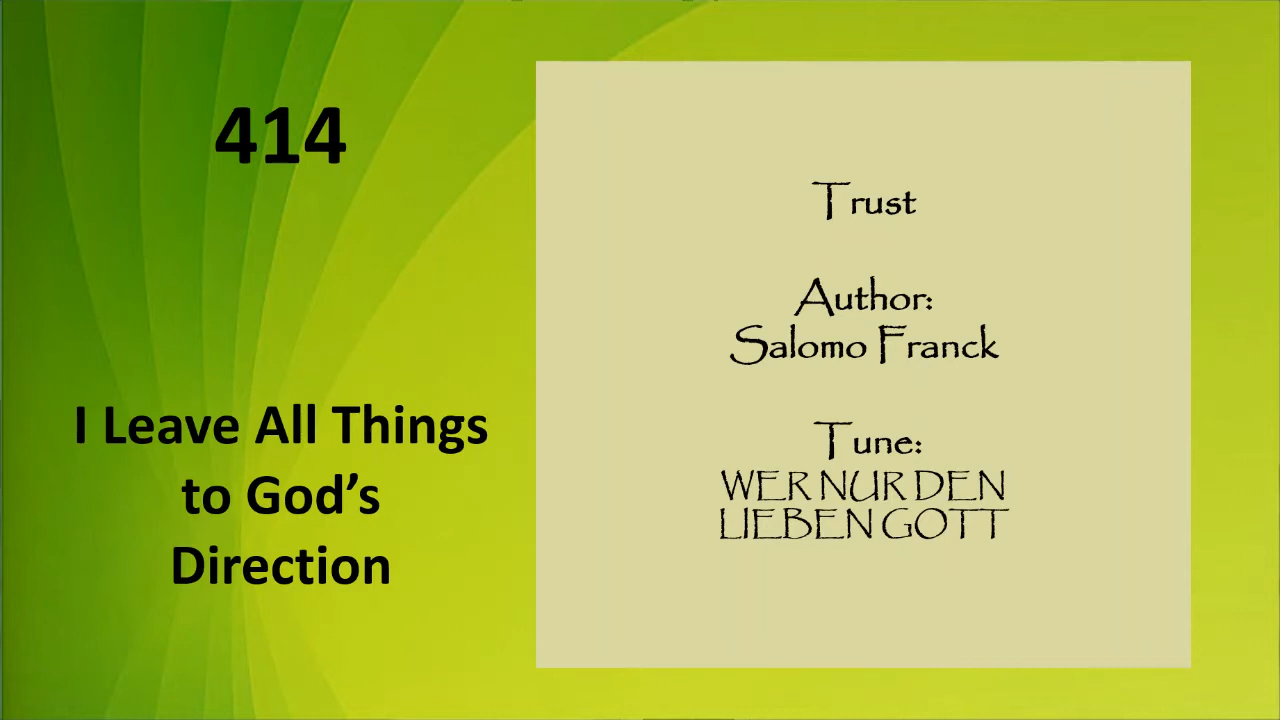 414
I Leave All Things
to God’s
Direction
Trust
Author:
Salomo Franck
Tune:
WER NUR DEN
LIEBEN GOTT